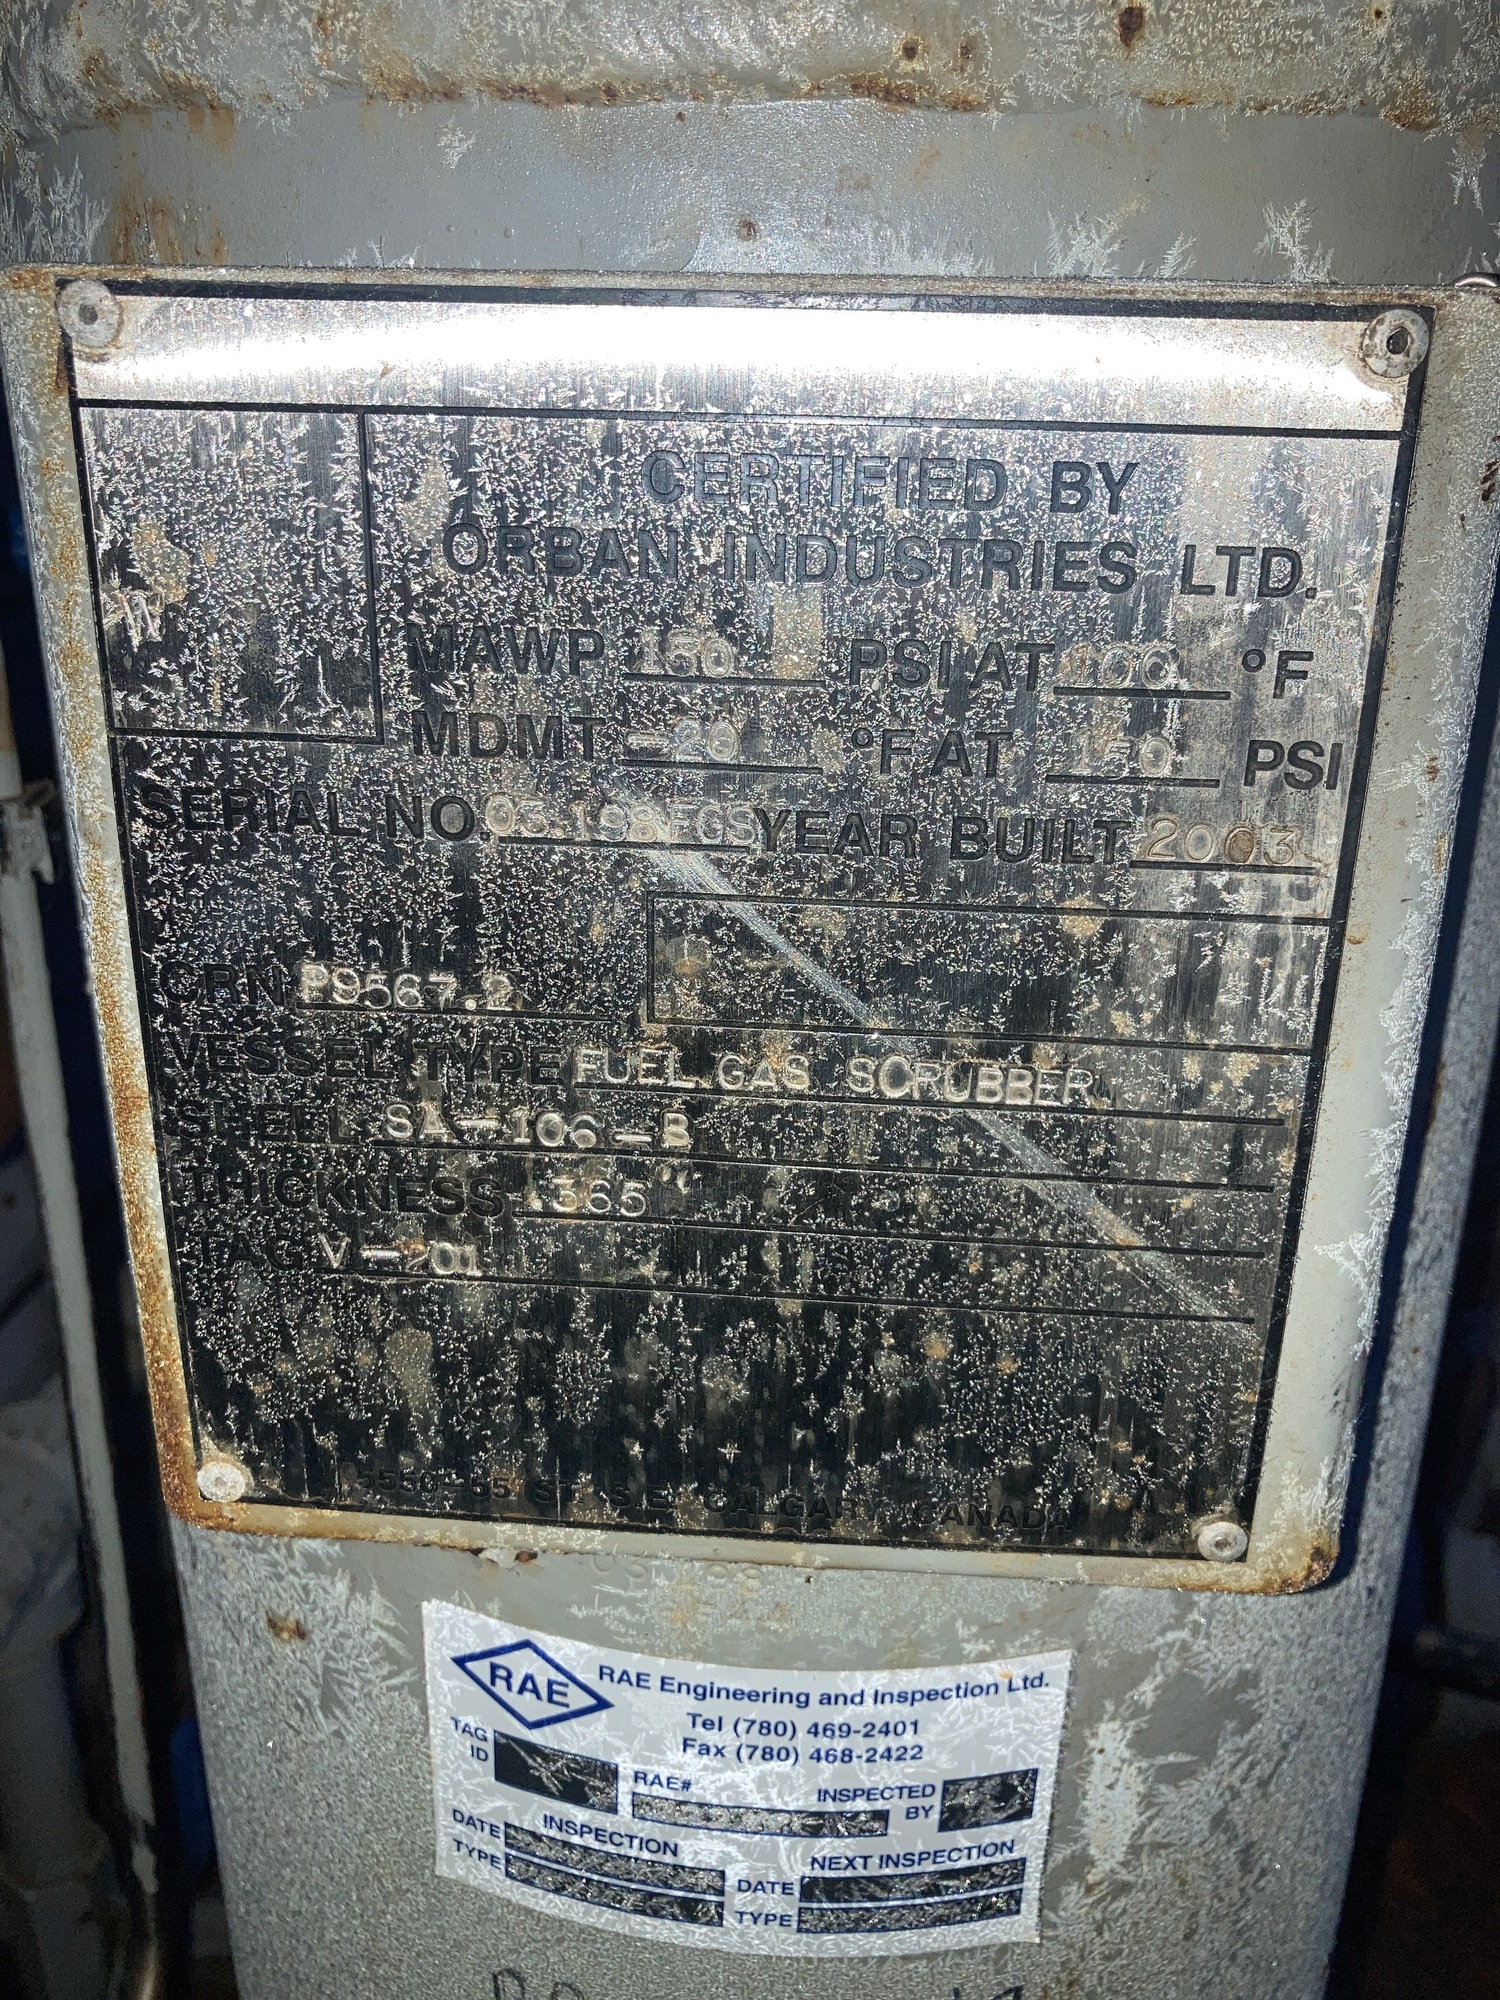 W
CERTIFIED BY
ORBAN INDUSTRIES LTD.
MAWP 150 PSI AT 100 °F
MDMT -20 °F AT 150 PSI
SERIAL NO. 03.198FGS YEAR BUILT 2003
CRN P9567.2
VESSEL TYPE FUEL GAS SCRUBBER
SHELL SA-106-B
THICKNESS .365"
TAG V-201
5550-55 ST. S.E. CALGARY, CANADA
RAE
RAE Engineering and Inspection Ltd.
Tel (780) 469-2401
Fax (780) 468-2422
TAG ID
RAE#
INSPECTED BY
INSPECTION
DATE
TYPE
NEXT INSPECTION
DATE
TYPE